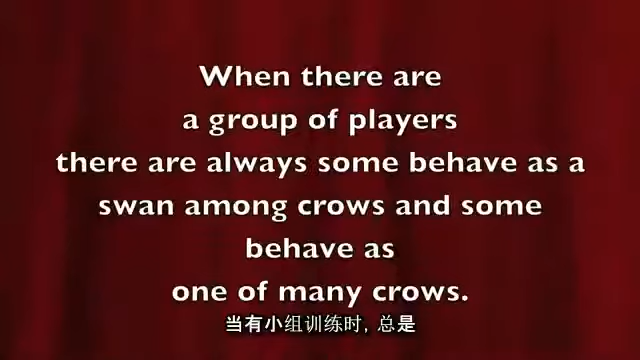 When there are
a group of players
there are always some behave as a
swan among crows and some
behave as
one of many crows.
当有小组训练时, 总是